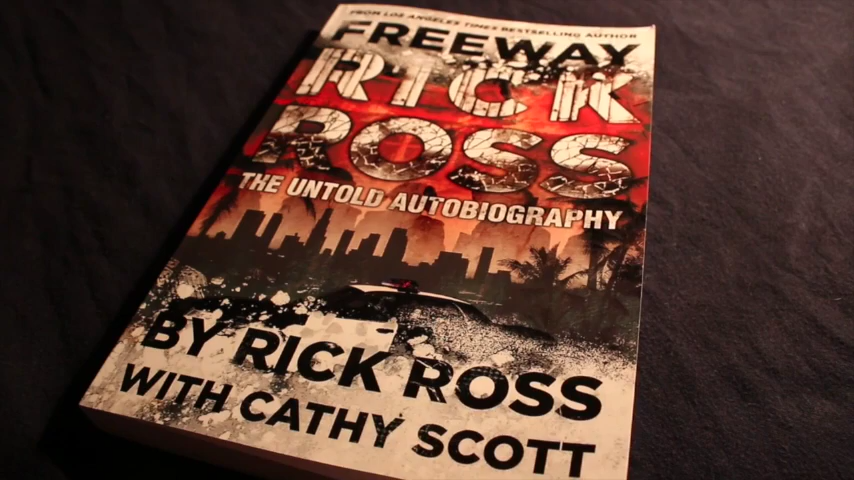 FROM LOS ANGELES TIMES BESTSELLING AUTHOR
FREEWAY
RICK
ROSS
THE UNTOLD AUTOBIOGRAPHY
BY RICK ROSS
WITH CATHY SCOTT